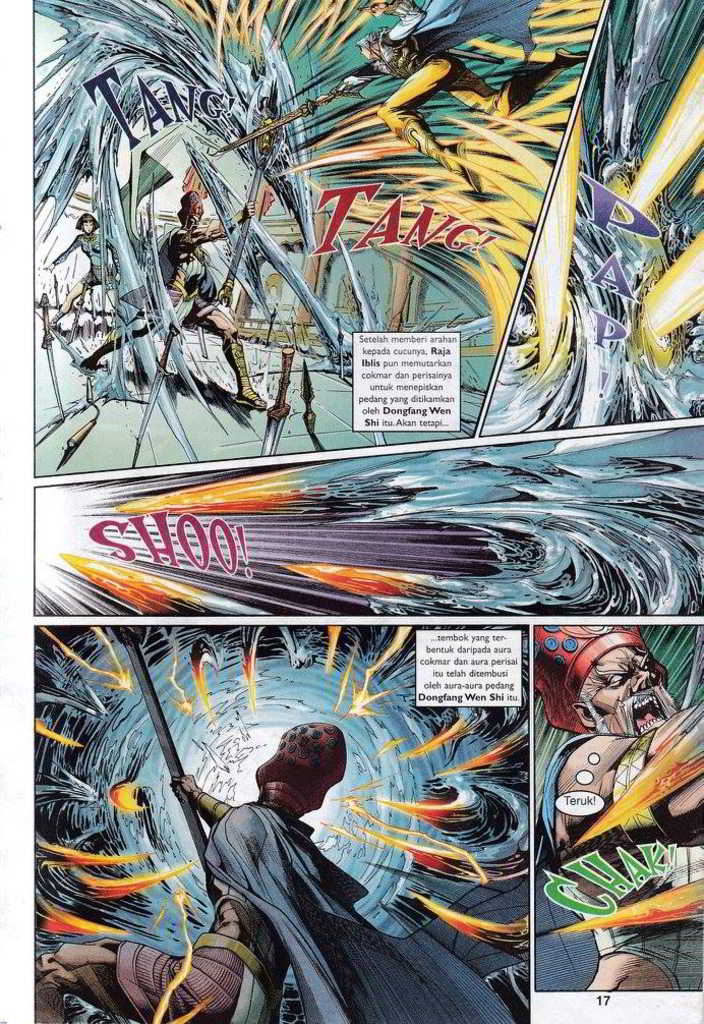 TANG!
TANG!
PAP!
Setelah memberi arahan
kepada cucunya, Raja
Iblis pun memutarkan
cokmar dan perisainya
untuk menepiskan
pedang yang ditikamkan
oleh Dongfang Wen
Shi itu. Akan tetapi...
SHOO!
...tembok yang ter-
bentuk daripada aura
cokmar dan aura perisai
itu telah ditembusi
oleh aura-aura pedang
Dongfang Wen Shi itu.
Teruk!
CHAK!
17